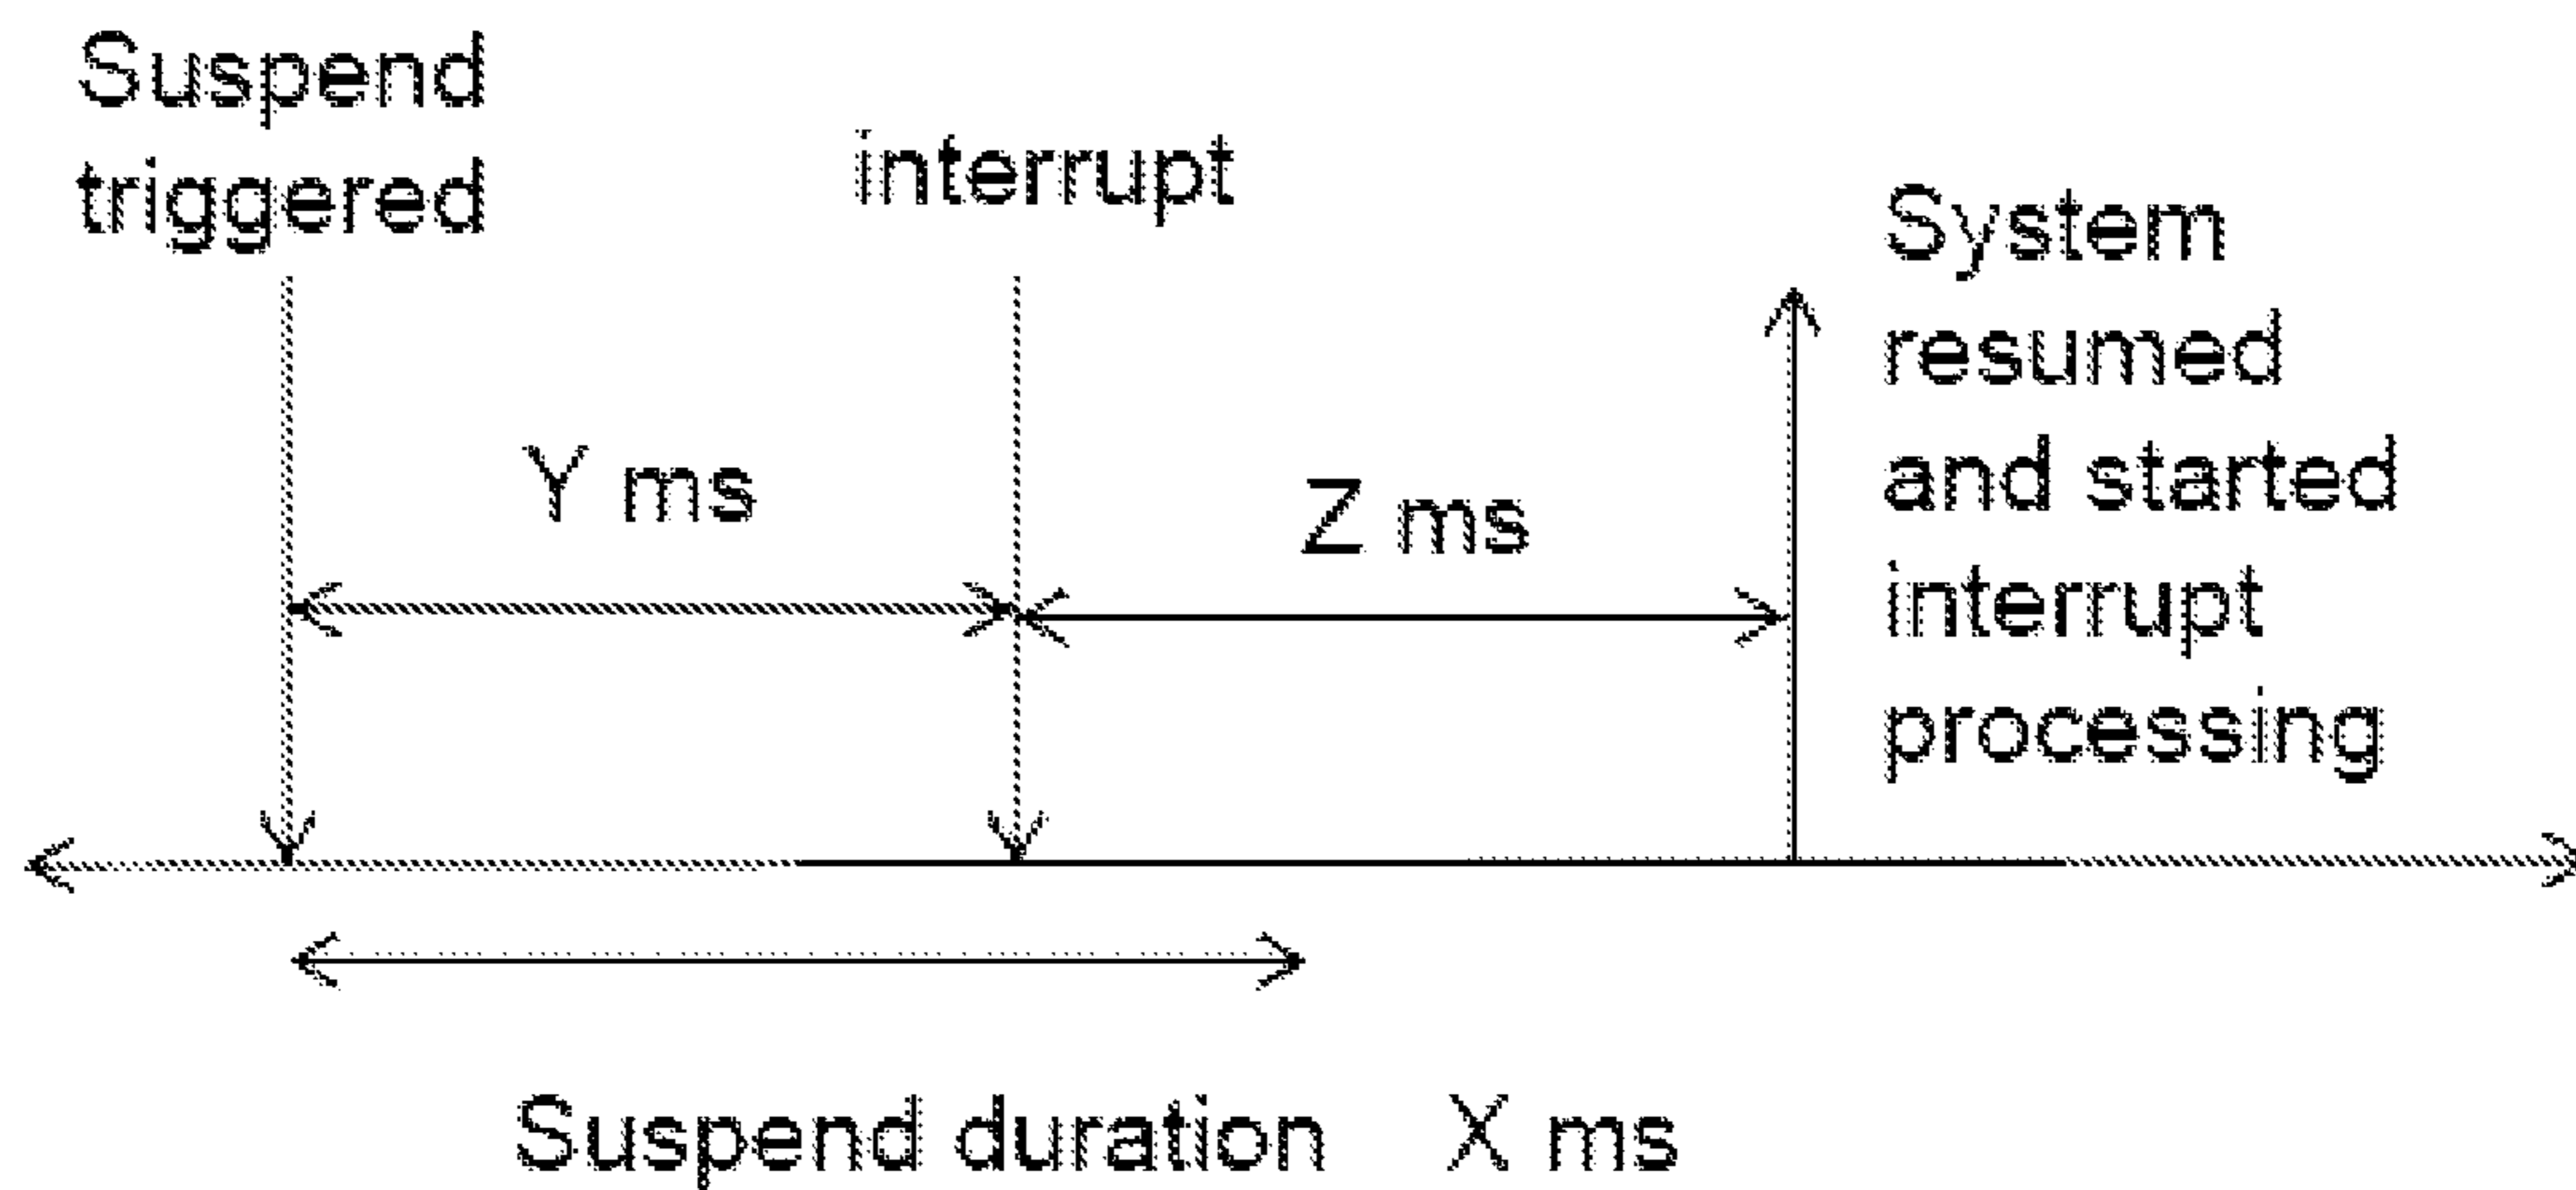 Suspend
triggered
interrupt
System
resumed
and started
interrupt
processing
Y ms
Z ms
Suspend duration X ms